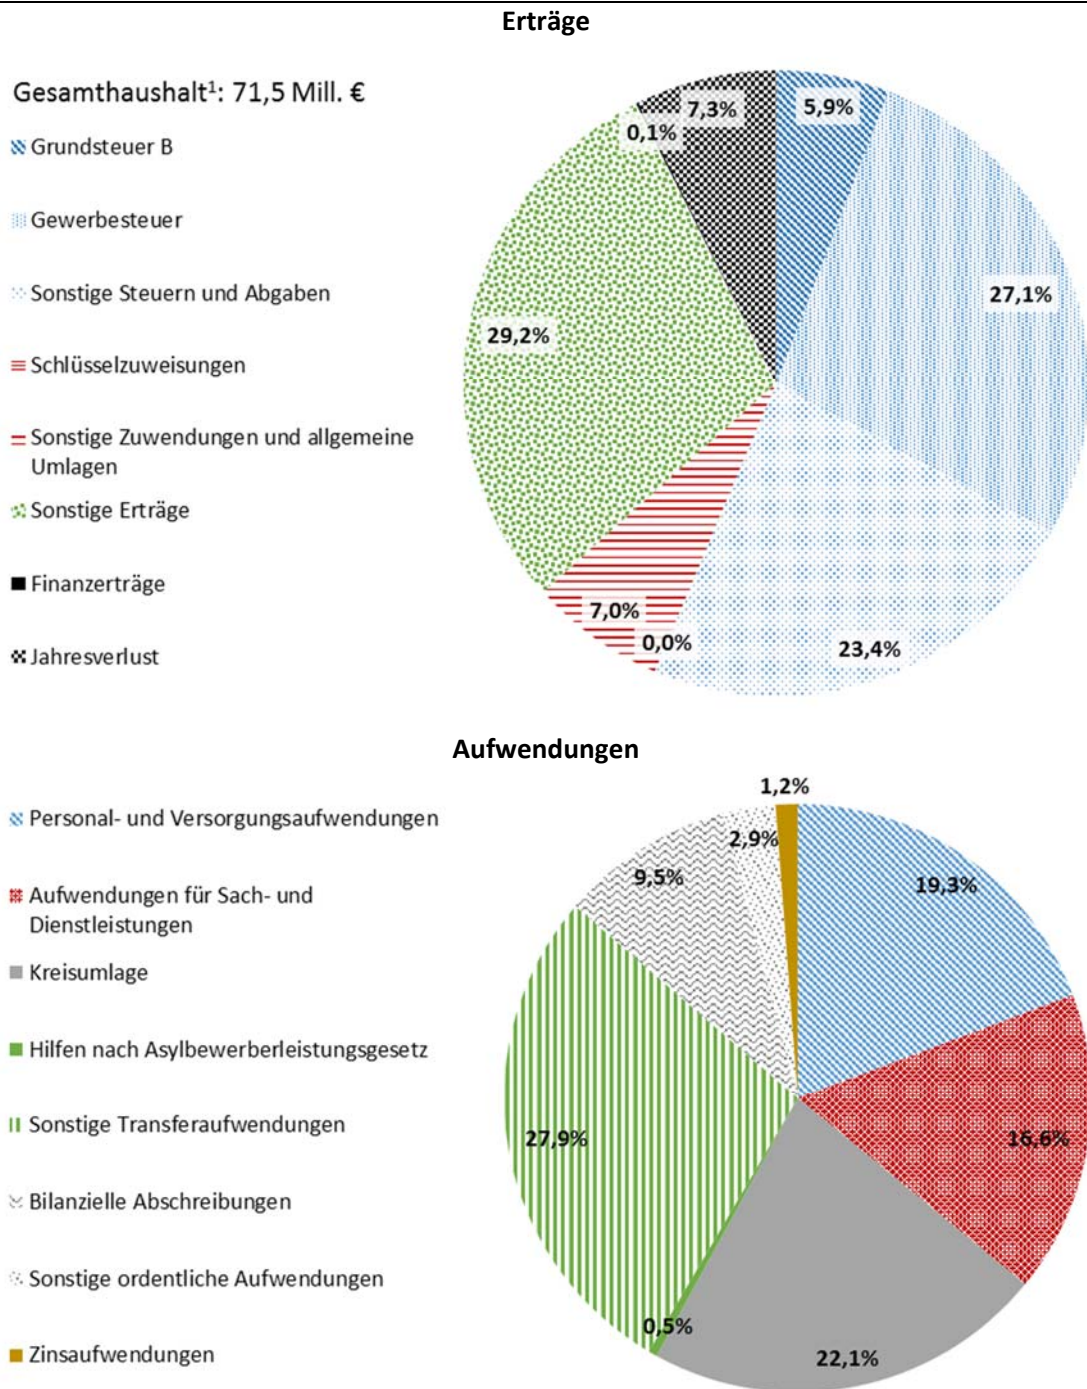 Erträge
Gesamthaushalt¹: 71,5 Mill. €
Grundsteuer B
Gewerbesteuer
Sonstige Steuern und Abgaben
Schlüsselzuweisungen
Sonstige Zuwendungen und allgemeine
Umlagen
Sonstige Erträge
Finanzerträge
Jahresverlust
5,9%
27,1%
23,4%
0,0%
7,0%
29,2%
0,1%
7,3%
Aufwendungen
Personal- und Versorgungsaufwendungen
Aufwendungen für Sach- und
Dienstleistungen
Kreisumlage
Hilfen nach Asylbewerberleistungsgesetz
Sonstige Transferaufwendungen
Bilanzielle Abschreibungen
Sonstige ordentliche Aufwendungen
Zinsaufwendungen
19,3%
16,6%
22,1%
0,5%
27,9%
9,5%
2,9%
1,2%